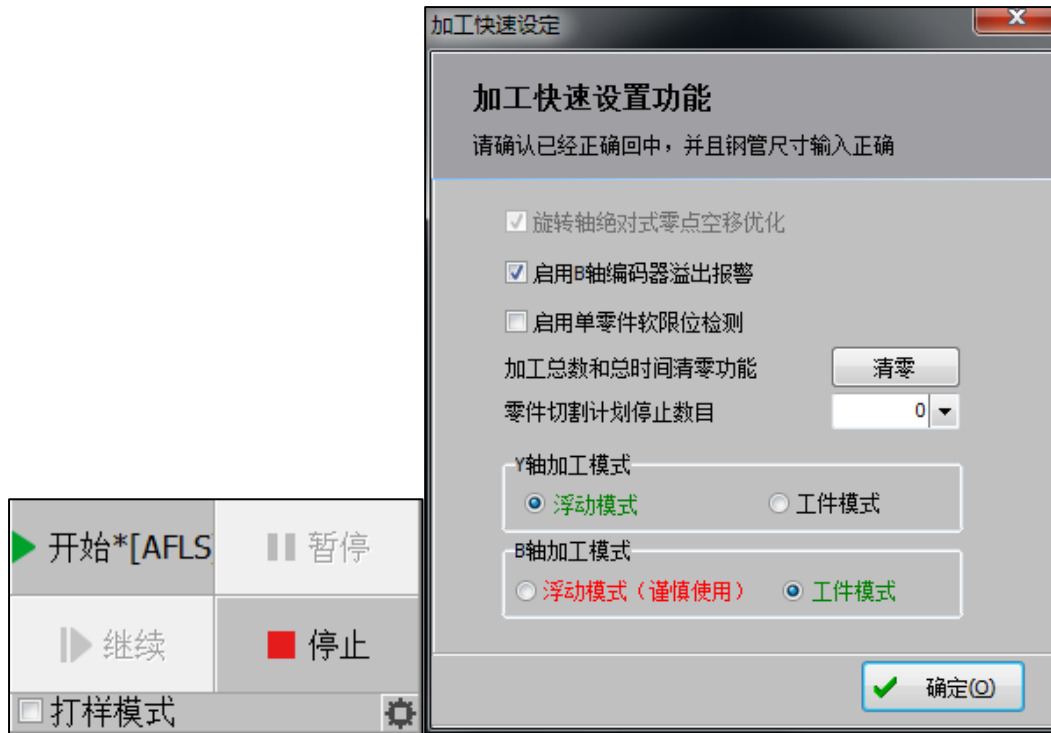 加工快速设定
加工快速设置功能
请确认已经正确回中，并且钢管尺寸输入正确
旋转轴绝对式零点空移优化
启用B轴编码器溢出报警
启用单零件软限位检测
加工总数和总时间清零功能 清零
零件切割计划停止数目 0
Y轴加工模式
浮动模式 工件模式
B轴加工模式
浮动模式（谨慎使用） 工件模式
确定(O)
开始*[AFLS 暂停
继续 停止
打样模式